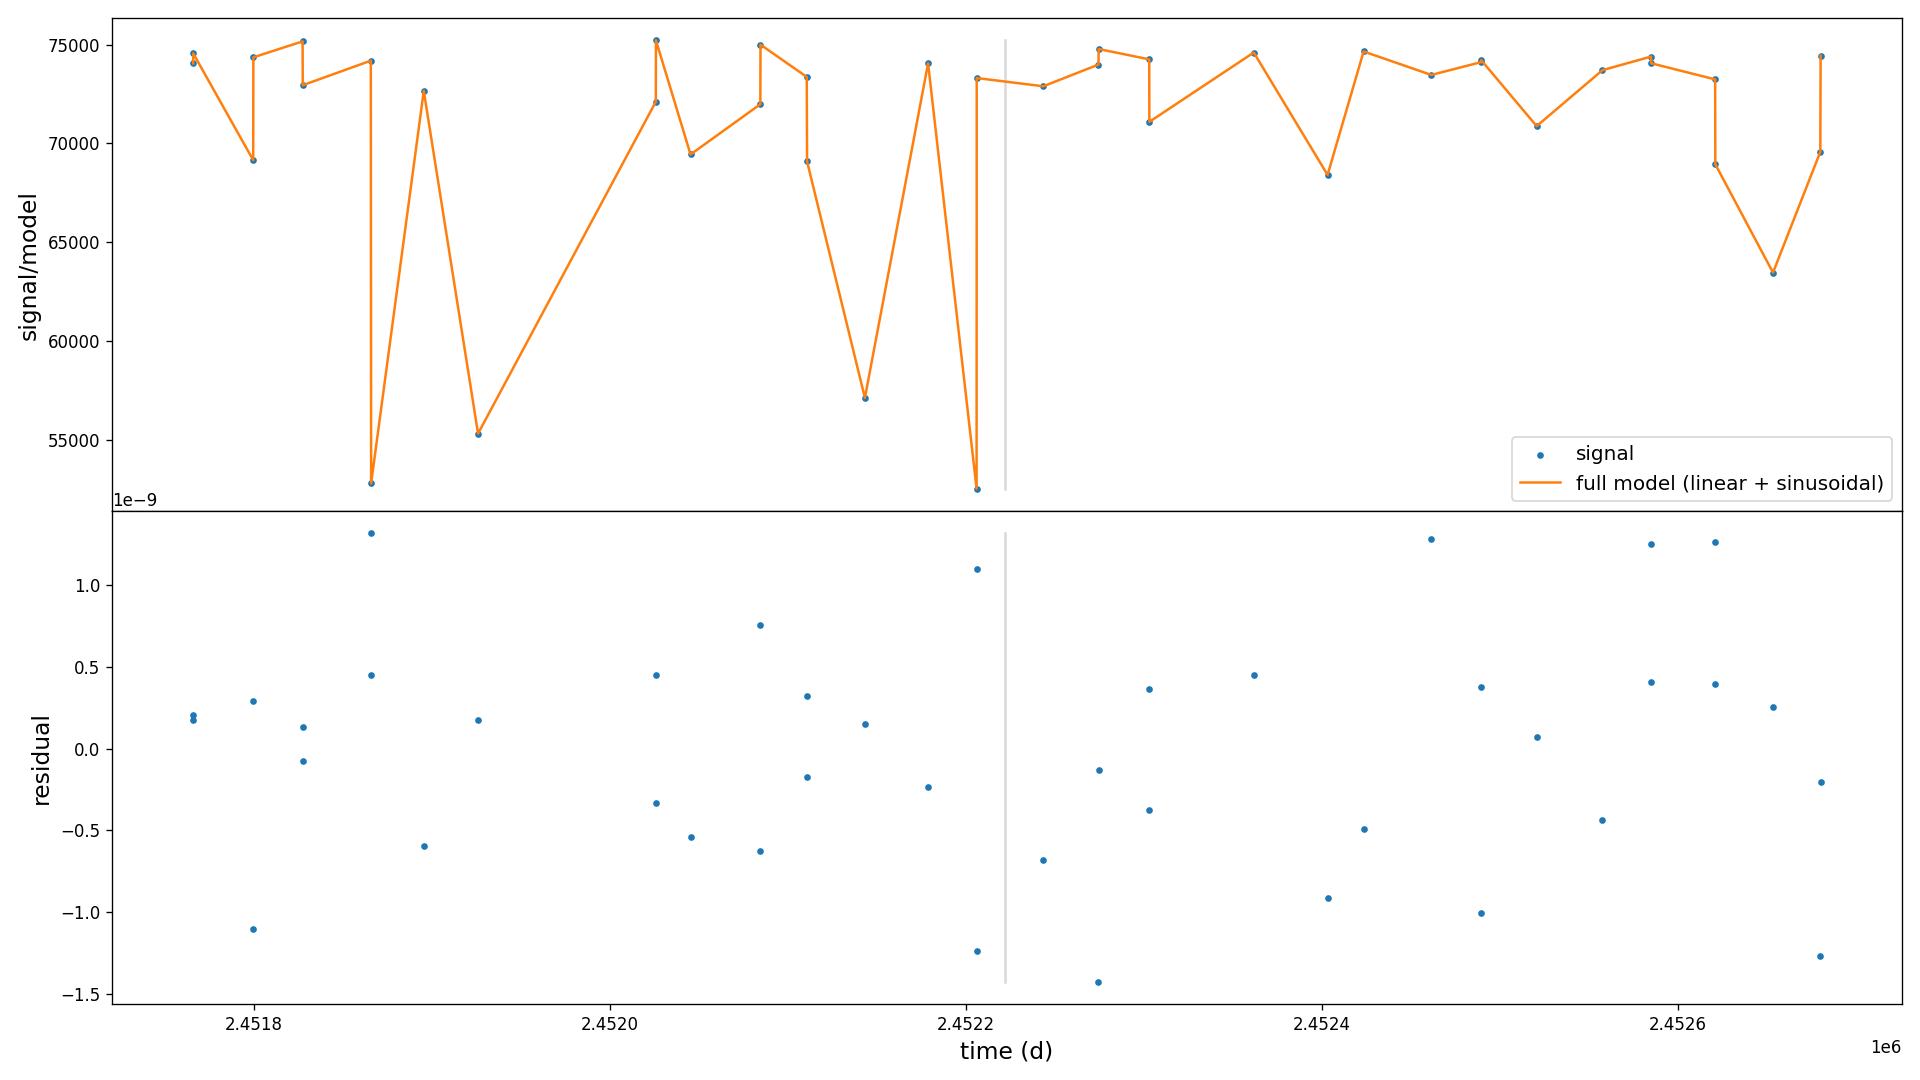 signal/model
75000
70000
65000
60000
55000
signal
full model (linear + sinusoidal)
1e−9
residual
1.0
0.5
0.0
−0.5
−1.0
−1.5
2.4518
2.4520
2.4522
2.4524
2.4526
time (d)
1e6